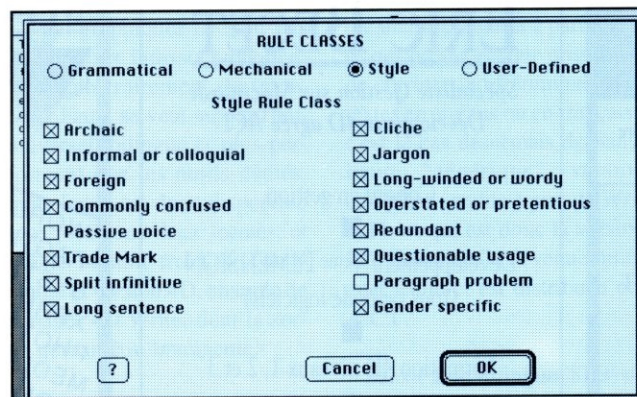 RULE CLASSES
Grammatical Mechanical Style User-Defined
Style Rule Class
Archaic Cliche
Informal or colloquial Jargon
Foreign Long-winded or wordy
Commonly confused Overstated or pretentious
Passive voice Redundant
Trade Mark Questionable usage
Split infinitive Paragraph problem
Long sentence Gender specific
? Cancel OK